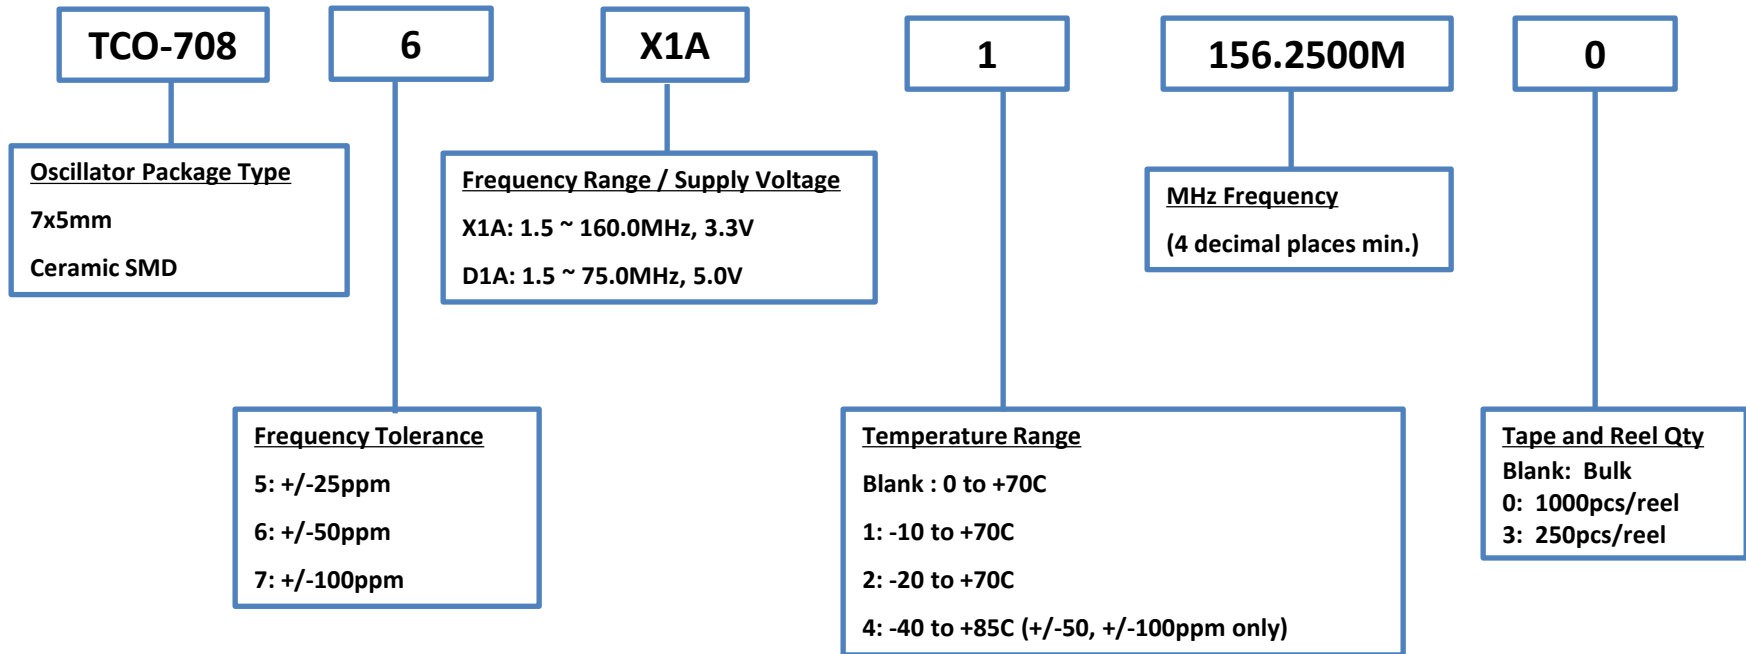 TCO-708
6
X1A
1
156.2500M
0
Oscillator Package Type
7x5mm
Ceramic SMD
Frequency Range / Supply Voltage
X1A: 1.5 ~ 160.0MHz, 3.3V
D1A: 1.5 ~ 75.0MHz, 5.0V
MHz Frequency
(4 decimal places min.)
Frequency Tolerance
5: +/-25ppm
6: +/-50ppm
7: +/-100ppm
Temperature Range
Blank : 0 to +70C
1: -10 to +70C
2: -20 to +70C
4: -40 to +85C (+/-50, +/-100ppm only)
Tape and Reel Qty
Blank:  Bulk
0:  1000pcs/reel
3:  250pcs/reel